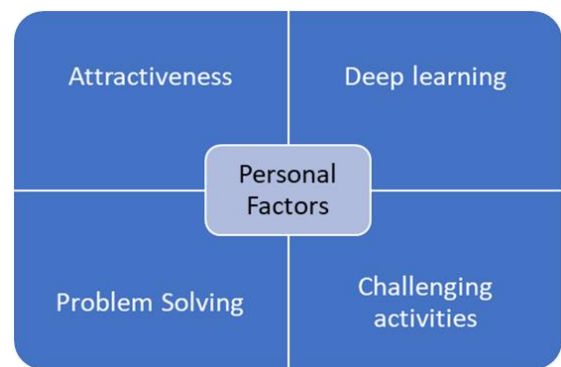 Attractiveness
Deep learning
Personal
Factors
Problem Solving
Challenging
activities